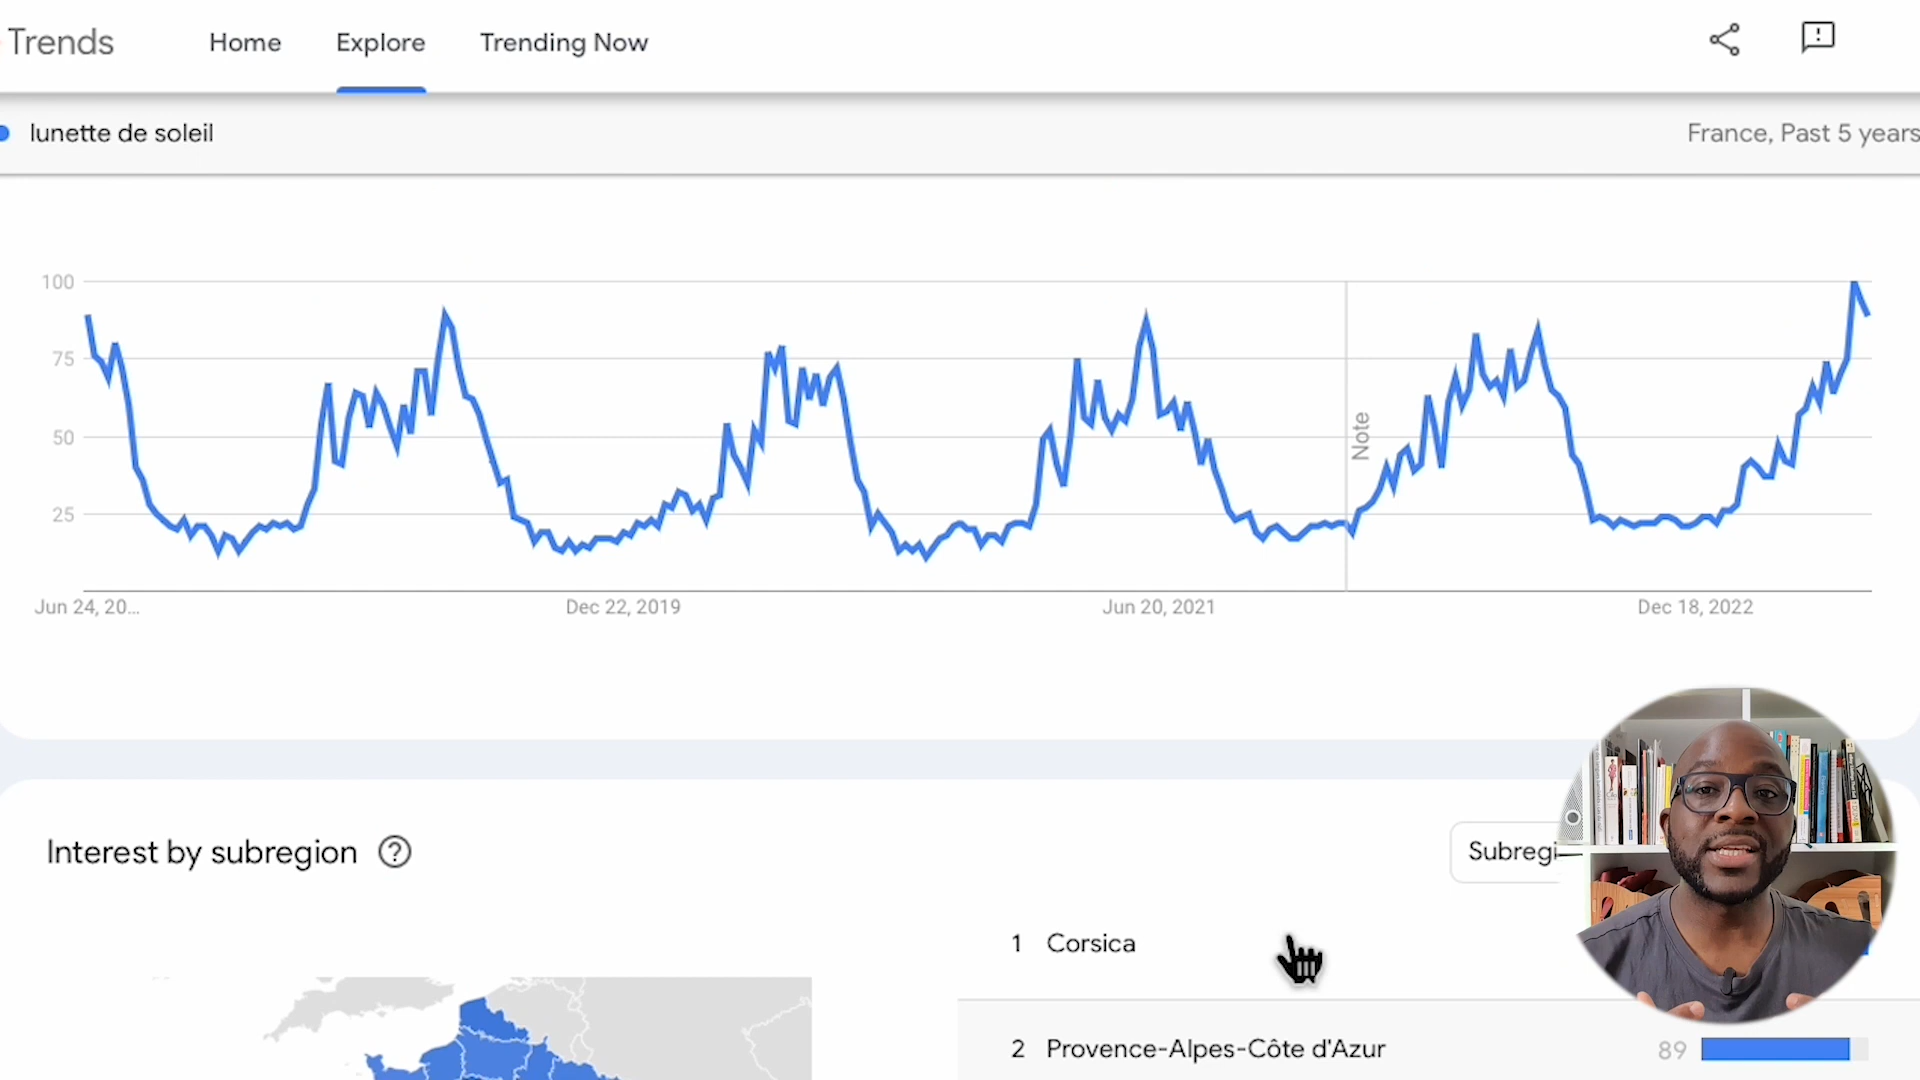 Trends Home Explore Trending Now
lunette de soleil France, Past 5 years
100
75
50
25
Note
Jun 24, 20... Dec 22, 2019 Jun 20, 2021 Dec 18, 2022
Interest by subregion ?
Subregi
1 Corsica
2 Provence-Alpes-Côte d'Azur 89